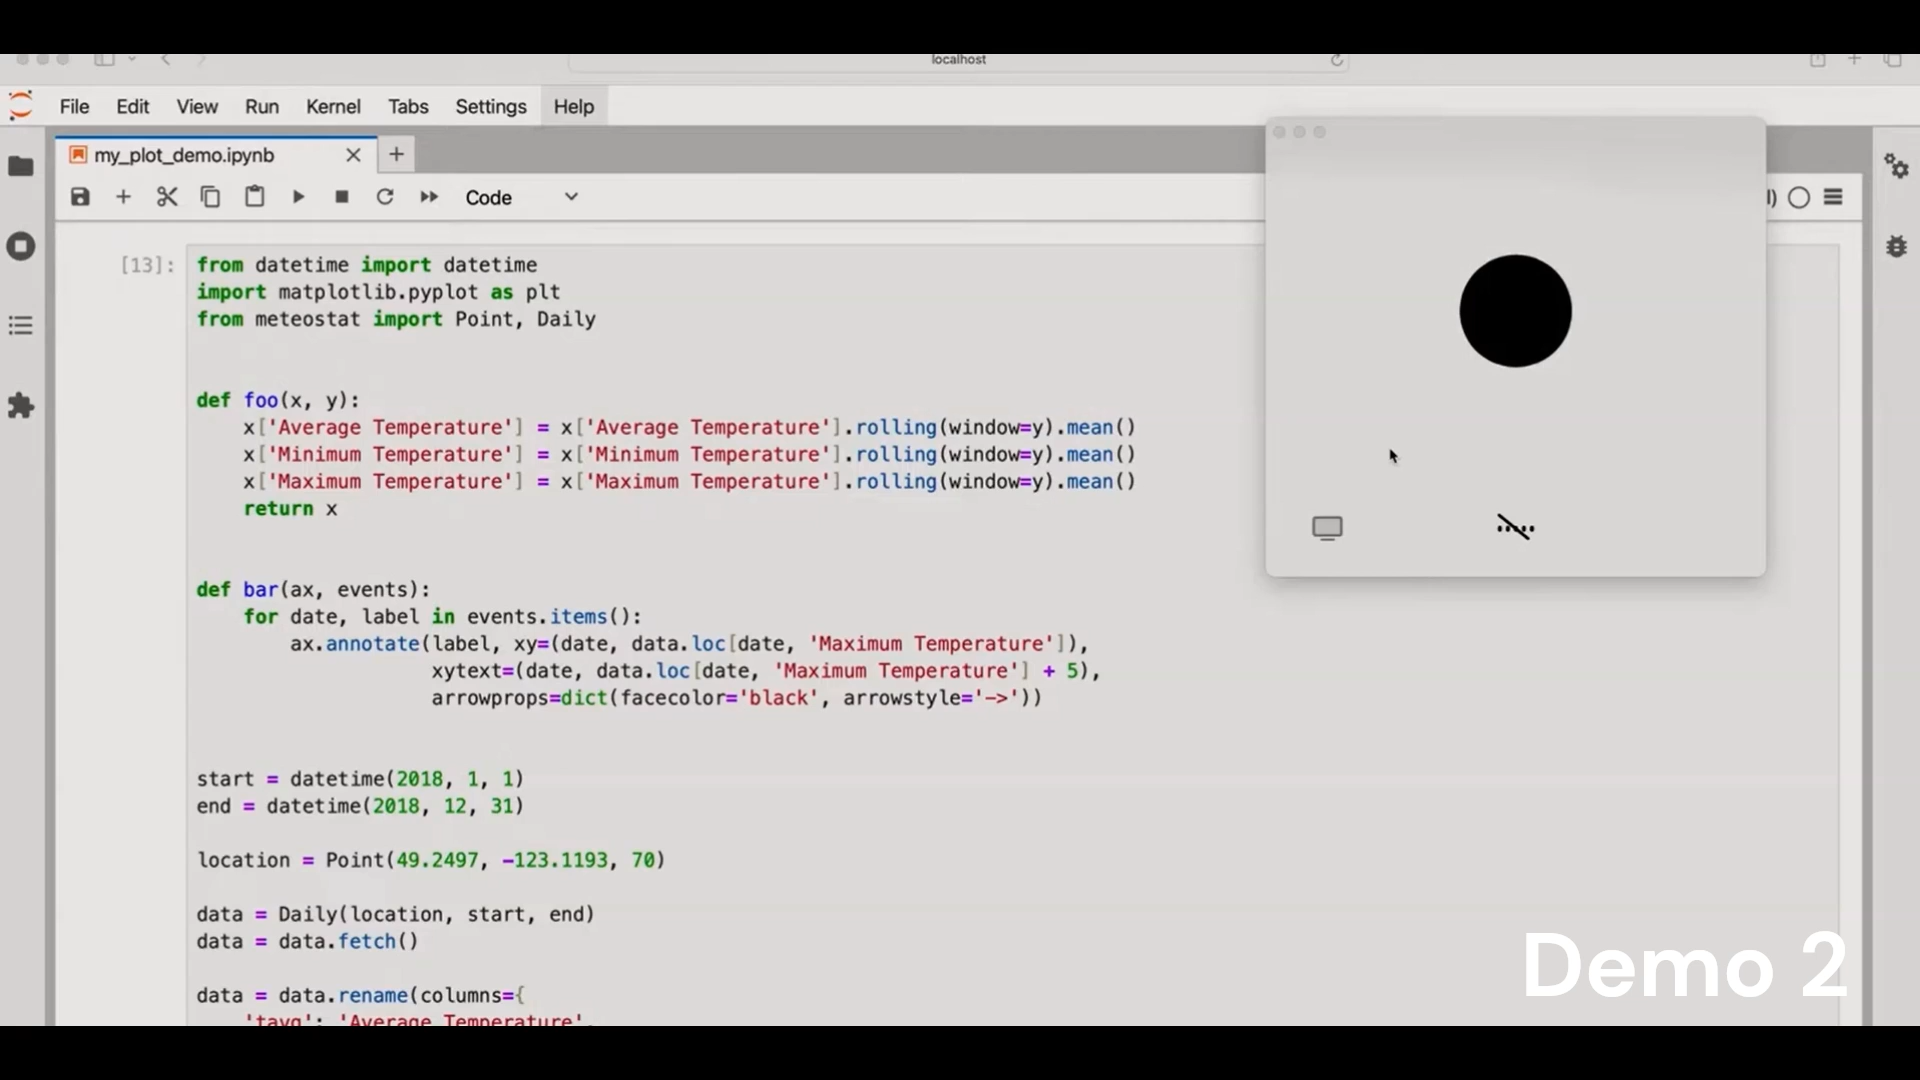 localhost
File Edit View Run Kernel Tabs Settings Help
my_plot_demo.ipynb
Code
[13]:
from datetime import datetime
import matplotlib.pyplot as plt
from meteostat import Point, Daily
def foo(x, y):
    x['Average Temperature'] = x['Average Temperature'].rolling(window=y).mean()
    x['Minimum Temperature'] = x['Minimum Temperature'].rolling(window=y).mean()
    x['Maximum Temperature'] = x['Maximum Temperature'].rolling(window=y).mean()
    return x
def bar(ax, events):
    for date, label in events.items():
        ax.annotate(label, xy=(date, data.loc[date, 'Maximum Temperature']),
                    xytext=(date, data.loc[date, 'Maximum Temperature'] + 5),
                    arrowprops=dict(facecolor='black', arrowstyle='->'))
start = datetime(2018, 1, 1)
end = datetime(2018, 12, 31)
location = Point(49.2497, -123.1193, 70)
data = Daily(location, start, end)
data = data.fetch()
data = data.rename(columns={
    'tavg': 'Average Temperature',
Demo 2